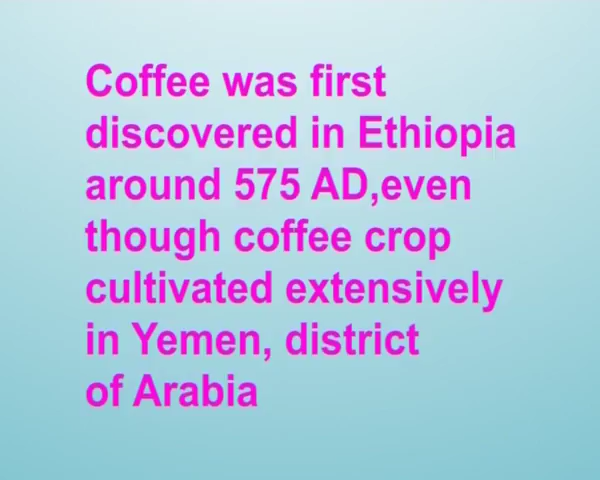 Coffee was first
discovered in Ethiopia
around 575 AD,even
though coffee crop
cultivated extensively
in Yemen, district
of Arabia